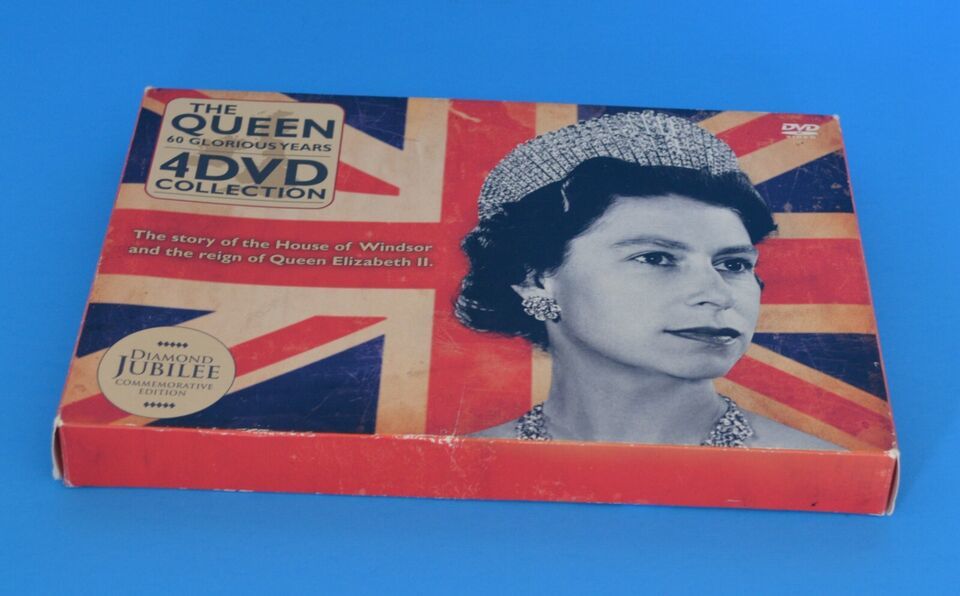 THE
QUEEN
60 GLORIOUS YEARS
4DVD
COLLECTION
DVD
VIDEO
The story of the House of Windsor
and the reign of Queen Elizabeth II.
DIAMOND
JUBILEE
COMMEMORATIVE
EDITION